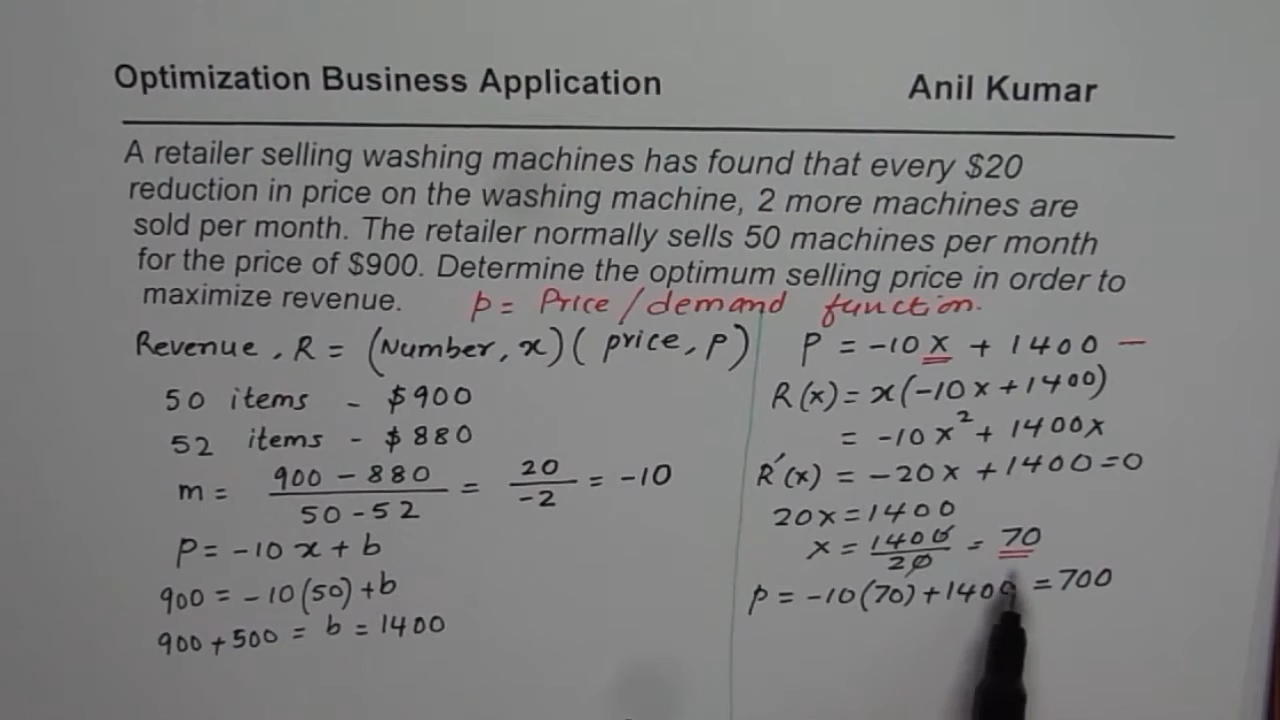 Optimization Business Application Anil Kumar
A retailer selling washing machines has found that every $20
reduction in price on the washing machine, 2 more machines are
sold per month. The retailer normally sells 50 machines per month
for the price of $900. Determine the optimum selling price in order to
maximize revenue. p = Price / demand function.
Revenue, R = (Number, x)( price, p)
50 items - $900
52 items - $880
m = 900 - 880 / 50 - 52 = 20 / -2 = -10
P = -10x + b
900 = -10(50) + b
900 + 500 = b = 1400
P = -10x + 1400 —
R(x) = x(-10x + 1400)
= -10x² + 1400x
R'(x) = -20x + 1400 = 0
20x = 1400
x = 1400 / 20 = 70
p = -10(70) + 1400 = 700